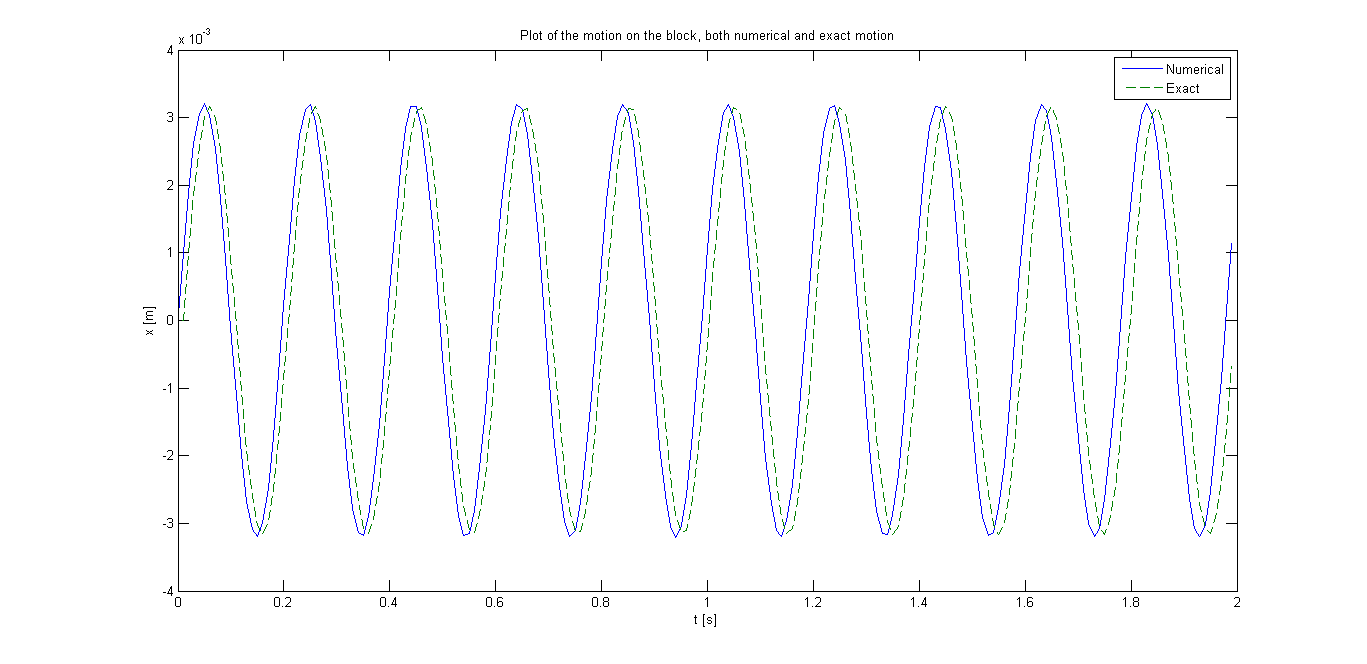 Plot of the motion on the block, both numerical and exact motion
x 10^-3
4
3
2
1
0
-1
-2
-3
-4
x [m]
Numerical
Exact
0 0.2 0.4 0.6 0.8 1 1.2 1.4 1.6 1.8 2
t [s]